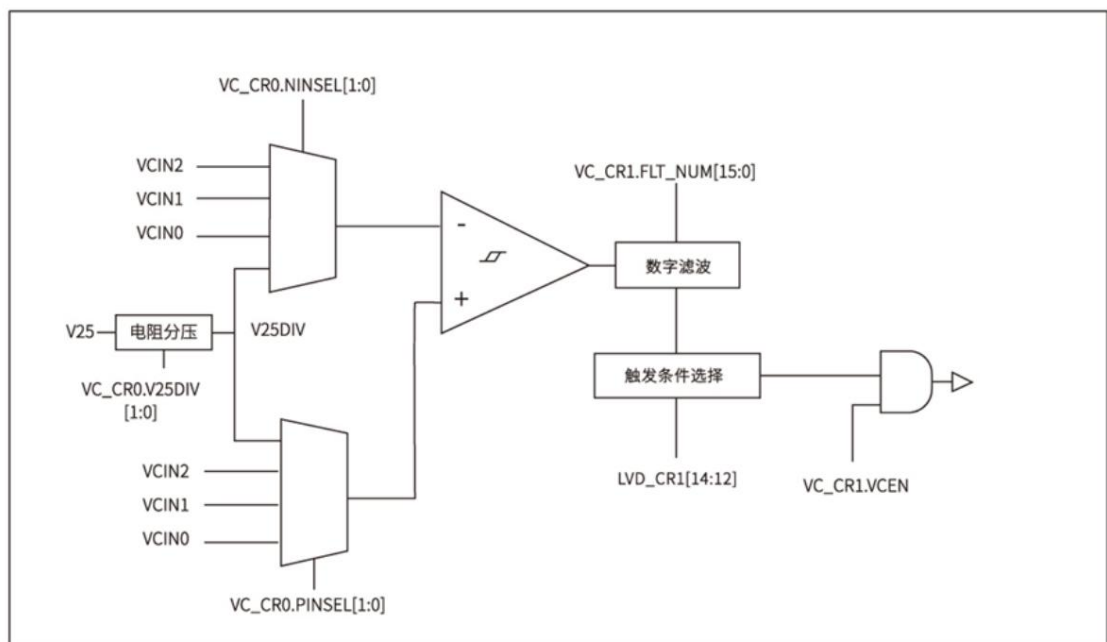 VC_CR0.NINSEL[1:0]
VCIN2
VCIN1
VCIN0
VC_CR1.FLT_NUM[15:0]
-
数字滤波
+
V25
电阻分压
V25DIV
VC_CR0.V25DIV
[1:0]
触发条件选择
VCIN2
VCIN1
VCIN0
LVD_CR1[14:12]
VC_CR1.VCEN
VC_CR0.PINSEL[1:0]